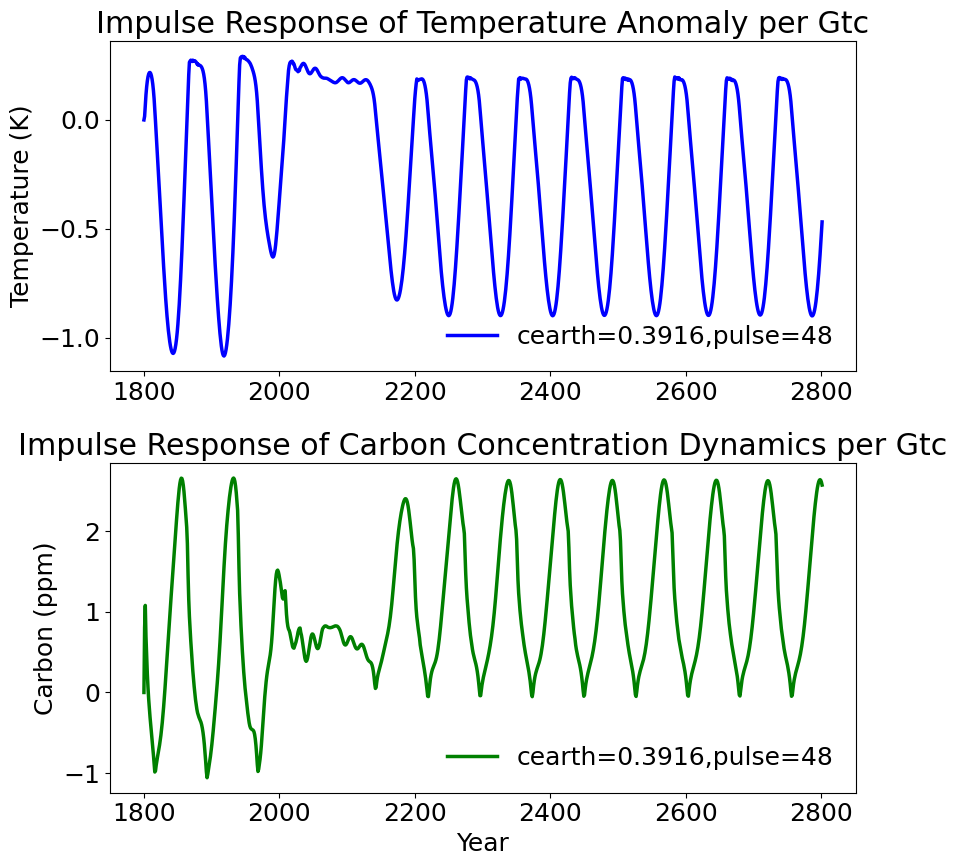 Impulse Response of Temperature Anomaly per Gtc
Temperature (K)
0.0
−0.5
−1.0
cearth=0.3916,pulse=48
1800 2000 2200 2400 2600 2800
Impulse Response of Carbon Concentration Dynamics per Gtc
Carbon (ppm)
2
1
0
−1
cearth=0.3916,pulse=48
1800 2000 2200 2400 2600 2800
Year